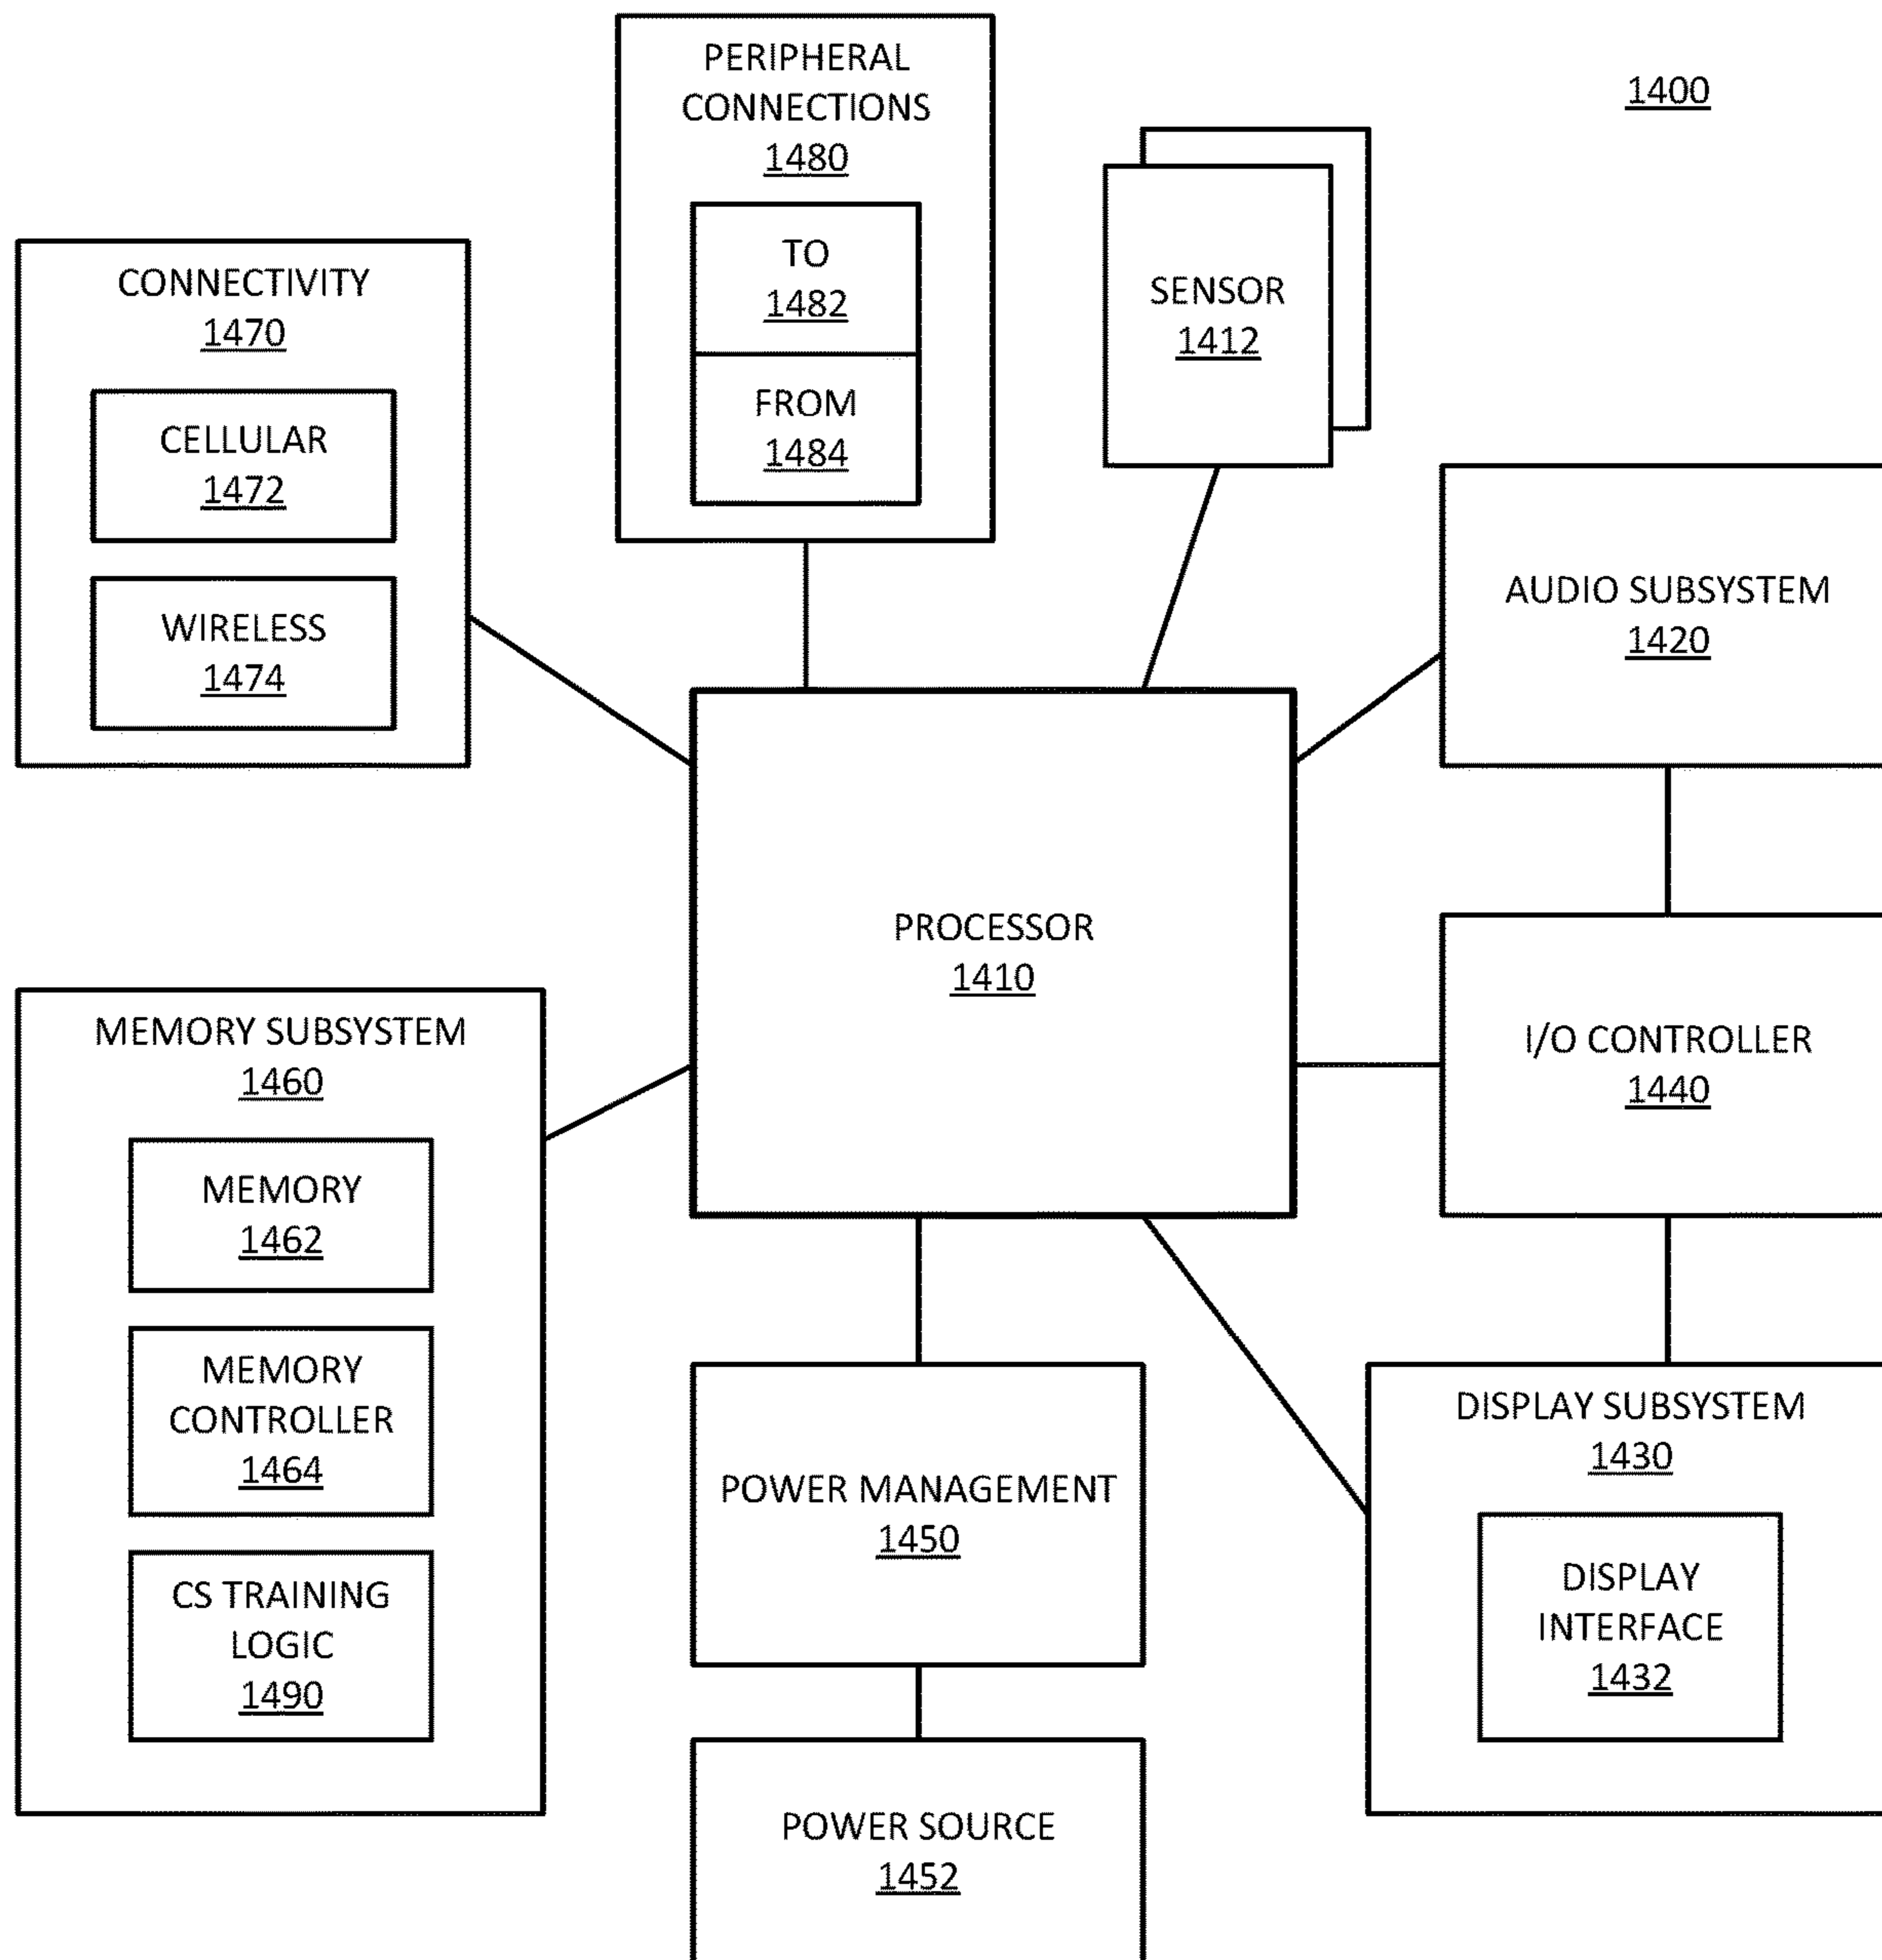 1400
PERIPHERAL
CONNECTIONS
1480
TO
1482
FROM
1484
SENSOR
1412
CONNECTIVITY
1470
CELLULAR
1472
WIRELESS
1474
AUDIO SUBSYSTEM
1420
PROCESSOR
1410
I/O CONTROLLER
1440
MEMORY SUBSYSTEM
1460
MEMORY
1462
MEMORY
CONTROLLER
1464
CS TRAINING
LOGIC
1490
POWER MANAGEMENT
1450
POWER SOURCE
1452
DISPLAY SUBSYSTEM
1430
DISPLAY
INTERFACE
1432